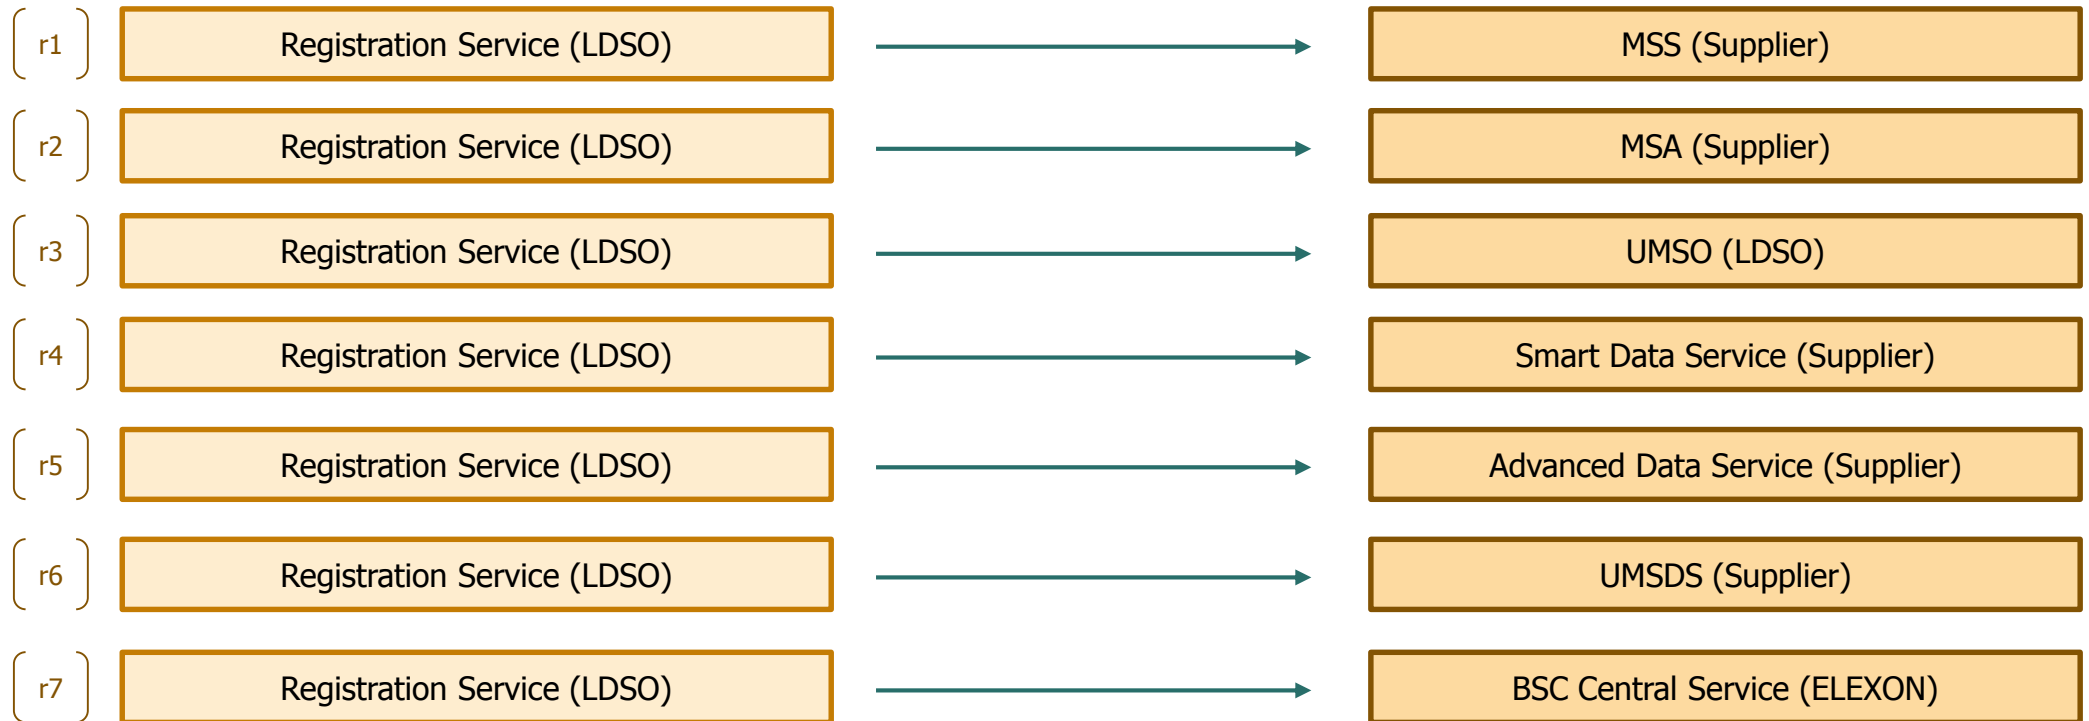 r1 Registration Service (LDSO) MSS (Supplier)
r2 Registration Service (LDSO) MSA (Supplier)
r3 Registration Service (LDSO) UMSO (LDSO)
r4 Registration Service (LDSO) Smart Data Service (Supplier)
r5 Registration Service (LDSO) Advanced Data Service (Supplier)
r6 Registration Service (LDSO) UMSDS (Supplier)
r7 Registration Service (LDSO) BSC Central Service (ELEXON)